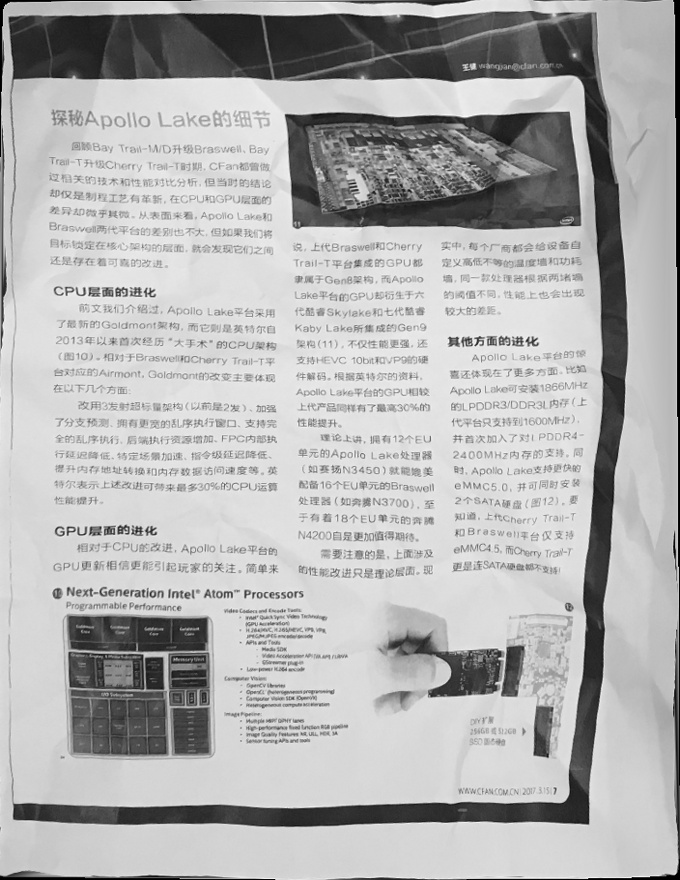 王健 wangjian@cfan.com.cn
探秘Apollo Lake的细节
回顾Bay Trail-M/D升级Braswell、Bay
Trail-T升级Cherry Trail-T时期，CFan都曾做
过相关的技术和性能对比分析，但当时的结论
却仅是制程工艺有革新，在CPU和GPU层面的
差异却微乎其微。从表面来看，Apollo Lake和
Braswell两代平台的差别也不大，但如果我们将
目标锁定在核心架构的层面，就会发现它们之间
还是存在着可喜的改进。
CPU层面的进化
前文我们介绍过，Apollo Lake平台采用
了最新的Goldmont架构，而它则是英特尔自
2013年以来首次经历“大手术”的CPU架构
（图10）。相对于Braswell和Cherry Trail-T平
台对应的Airmont，Goldmont的改变主要体现
在以下几个方面：
改用3发射超标量架构（以前是2发）、加强
了分支预测、拥有更宽的乱序执行窗口、支持完
全的乱序执行、后端执行资源增加、FPC内部执
行延迟降低、特定场景加速、指令级延迟降低、
提升内存地址转换和内存数据访问速度等。英
特尔表示上述改进可带来最多30%的CPU运算
性能提升。
GPU层面的进化
相对于CPU的改进，Apollo Lake平台的
GPU更新相信更能引起玩家的关注。简单来
11
说，上代Braswell和Cherry
Trail-T平台集成的GPU都
隶属于Gen8架构，而Apollo
Lake平台的GPU却衍生于六
代酷睿Skylake和七代酷睿
Kaby Lake所集成的Gen9
架构（11），不仅性能更强，还
支持HEVC 10bit和VP9的硬
件解码。根据英特尔的资料，
Apollo Lake平台的GPU相较
上代产品同样有了最高30%的
性能提升。
理论上讲，拥有12个EU
单元的Apollo Lake处理器
（如赛扬N3450）就能媲美
配备16个EU单元的Braswell
处理器（如奔腾N3700），至
于有着18个EU单元的奔腾
N4200自是更加值得期待。
需要注意的是，上面涉及
的性能改进只是理论层面。现
实中，每个厂商都会给设备自
定义高低不等的温度墙和功耗
墙，同一款处理器根据两堵墙
的阈值不同，性能上也会出现
较大的差距。
其他方面的进化
Apollo Lake平台的惊
喜还体现在了更多方面，比如
Apollo Lake可安装1866MHz
的LPDDR3/DDR3L内存（上
代平台只支持到1600MHz），
并首次加入了对LPDDR4-
2400MHz内存的支持。同
时，Apollo Lake支持更快的
eMMC5.0，并可同时安装
2个SATA硬盘（图12）。要
知道，上代Cherry Trail-T
和Braswell平台仅支持
eMMC4.5，而Cherry Trail-T
更是连SATA硬盘都不支持！
10 Next-Generation Intel® Atom™ Processors
Programmable Performance
Goldmont Core Goldmont Core Goldmont Core Goldmont Core
Memory Unit
I/O Subsystem
Video Codecs and Encode Tools:
• Intel® Quick Sync Video Technology
(GPU Acceleration)
• H.264/AVC, H.265/HEVC, VP8, VP9,
JPEG/MJPEG encode/decode
• APIs and Tools
- Media SDK
- GStreamer plug-in
• Low-power H.264 encode
Computer Vision:
• OpenCV libraries
• OpenCL (heterogeneous programming)
• Computer Vision SDK (OpenVX)
• Heterogeneous compute acceleration
Image Pipeline:
• Multiple MIPI DPHY lanes
• High-performance fixed function RGB pipeline
• Image Quality Features: NR, ULL, HDR, 3A
• Sensor tuning APIs and tools
12
DIY扩展
256GB或512GB
SSD固态硬盘
WWW.CFAN.COM.CN | 2017.3.15 | 7